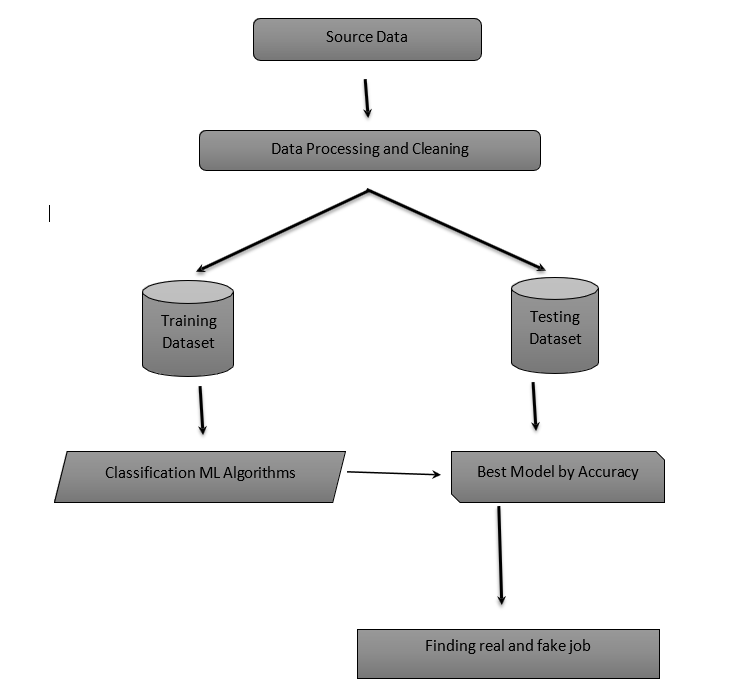 Source Data
Data Processing and Cleaning
Training
Dataset
Testing
Dataset
Classification ML Algorithms
Best Model by Accuracy
Finding real and fake job